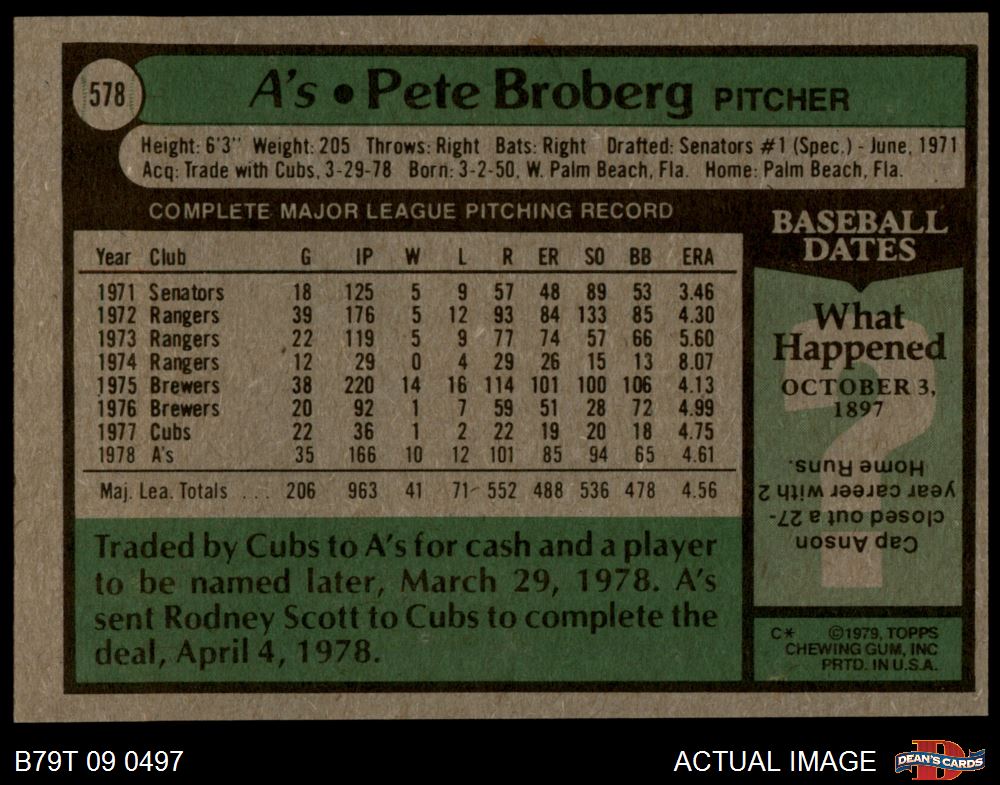 578
A's • Pete Broberg PITCHER
Height: 6'3" Weight: 205 Throws: Right Bats: Right Drafted: Senators #1 (Spec.) - June, 1971
Acq: Trade with Cubs, 3-29-78 Born: 3-2-50, W. Palm Beach, Fla. Home: Palm Beach, Fla.
COMPLETE MAJOR LEAGUE PITCHING RECORD
Year Club G IP W L R ER SO BB ERA
1971 Senators 18 125 5 9 57 48 89 53 3.46
1972 Rangers 39 176 5 12 93 84 133 85 4.30
1973 Rangers 22 119 5 9 77 74 57 66 5.60
1974 Rangers 12 29 0 4 29 26 15 13 8.07
1975 Brewers 38 220 14 16 114 101 100 106 4.13
1976 Brewers 20 92 1 7 59 51 28 72 4.99
1977 Cubs 22 36 1 2 22 19 20 18 4.75
1978 A's 35 166 10 12 101 85 94 65 4.61
Maj. Lea. Totals ... 206 963 41 71 552 488 536 478 4.56
Traded by Cubs to A's for cash and a player
to be named later, March 29, 1978. A's
sent Rodney Scott to Cubs to complete the
deal, April 4, 1978.
BASEBALL
DATES
What
Happened
OCTOBER 3,
1897
?
Cap Anson
closed out a 27-
year career with 2
Home Runs.
C* ©1979, TOPPS
CHEWING GUM, INC
PRTD. IN U.S.A.
B79T 09 0497
ACTUAL IMAGE
D
DEAN'S CARDS